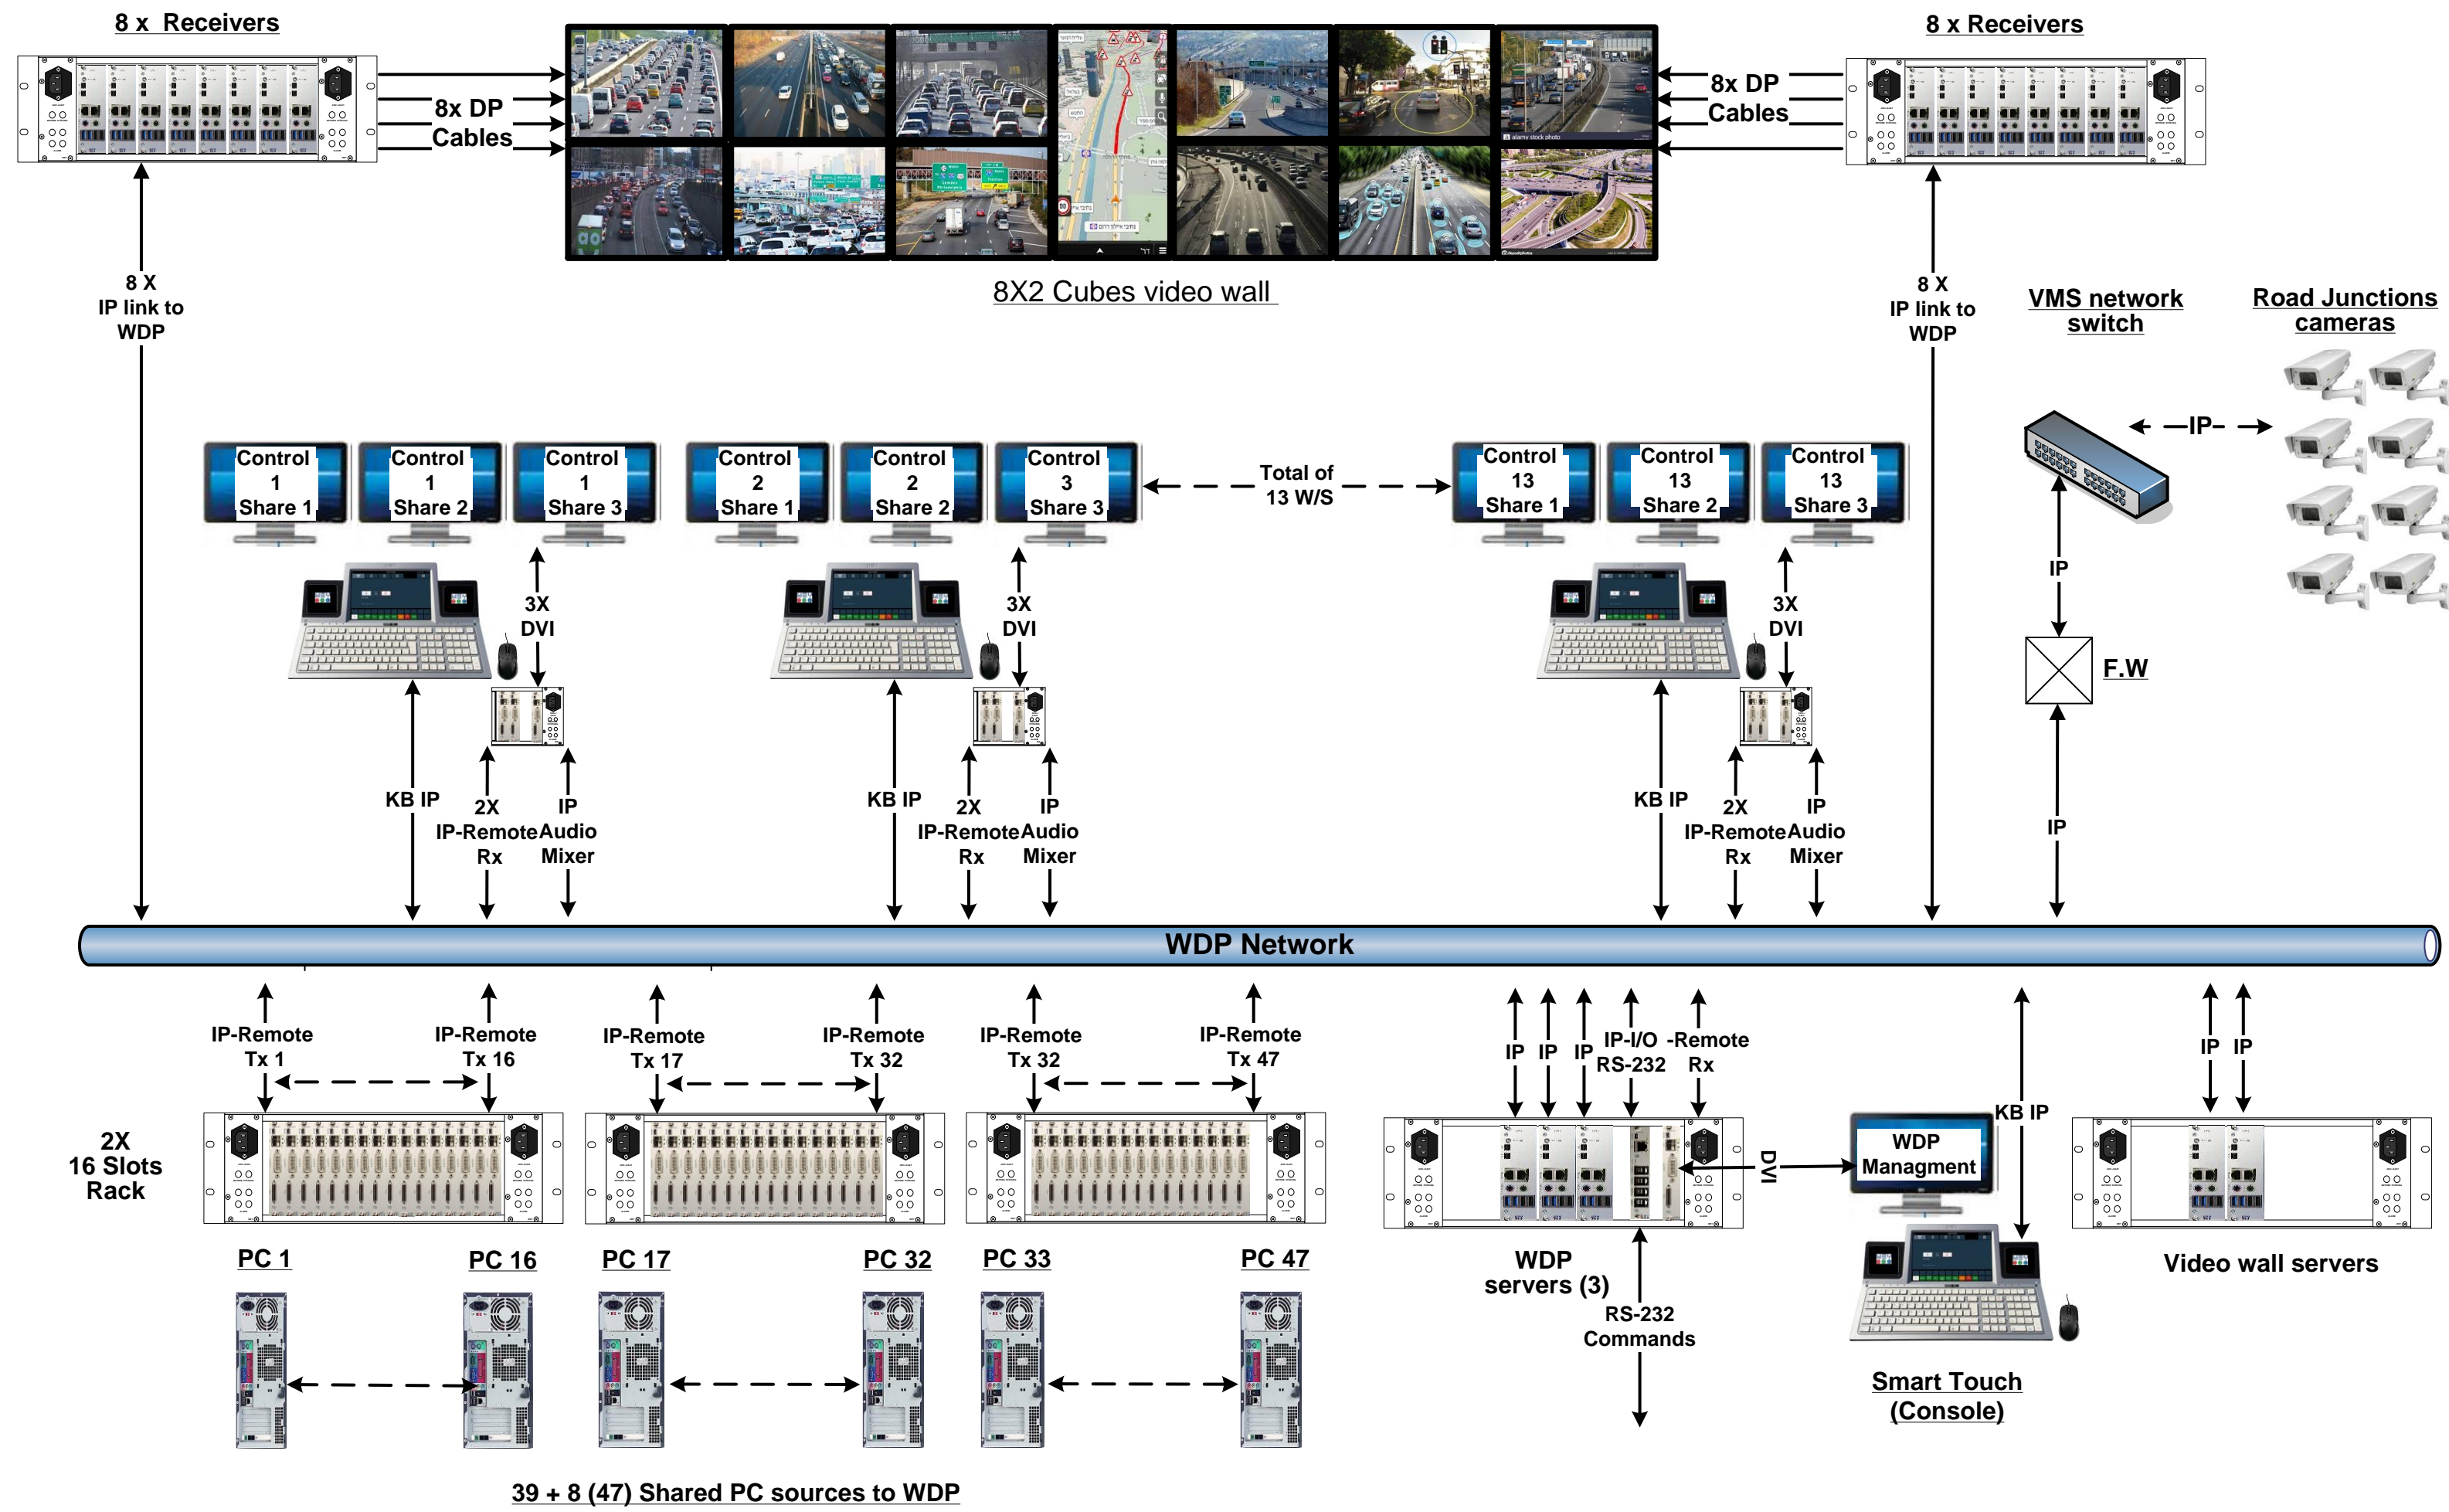 8 x  Receivers
8 x Receivers
8x DP
Cables
8x DP
Cables
alamy stock photo
8X2 Cubes video wall
8 X
IP link to
WDP
8 X
IP link to
WDP
VMS network
switch
Road Junctions
cameras
IP
Control
1
Share 1
Control
1
Share 2
Control
1
Share 3
Control
2
Share 1
Control
2
Share 2
Control
3
Share 3
Total of
13 W/S
Control
13
Share 1
Control
13
Share 2
Control
13
Share 3
3X
DVI
3X
DVI
3X
DVI
IP
F.W
KB IP
2X
IP-Remote
Rx
IP
Audio
Mixer
KB IP
2X
IP-Remote
Rx
IP
Audio
Mixer
KB IP
2X
IP-Remote
Rx
IP
Audio
Mixer
IP
WDP Network
IP-Remote
Tx 1
IP-Remote
Tx 16
IP-Remote
Tx 17
IP-Remote
Tx 32
IP-Remote
Tx 32
IP-Remote
Tx 47
IP
IP
IP
IP-I/O
RS-232
-Remote
Rx
KB IP
IP
IP
2X
16 Slots
Rack
DVI
WDP
Managment
PC 1
PC 16
PC 17
PC 32
PC 33
PC 47
WDP
servers (3)
Video wall servers
RS-232
Commands
Smart Touch
(Console)
39 + 8 (47) Shared PC sources to WDP